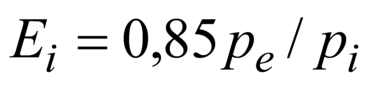 E_i = 0,85 p_e / p_i